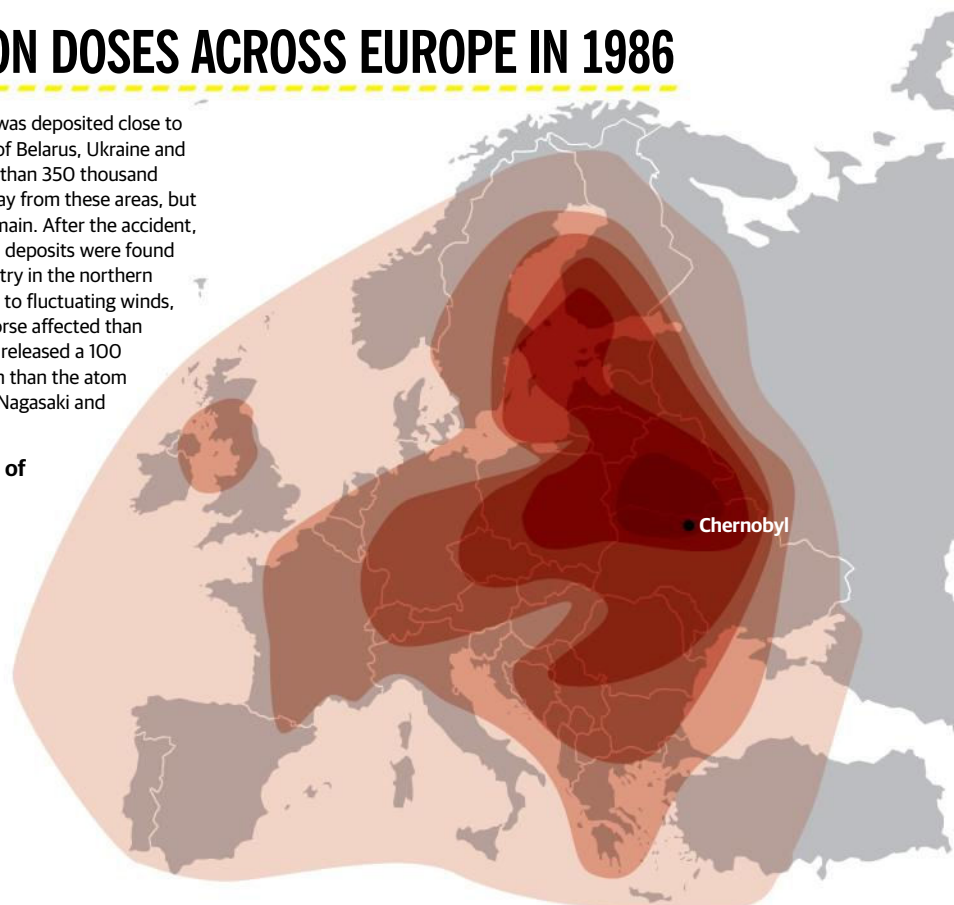 ON DOSES ACROSS EUROPE IN 1986
was deposited close to
of Belarus, Ukraine and
than 350 thousand
ay from these areas, but
main. After the accident,
deposits were found
try in the northern
to fluctuating winds,
rse affected than
released a 100
n than the atom
Nagasaki and
of
Chernobyl